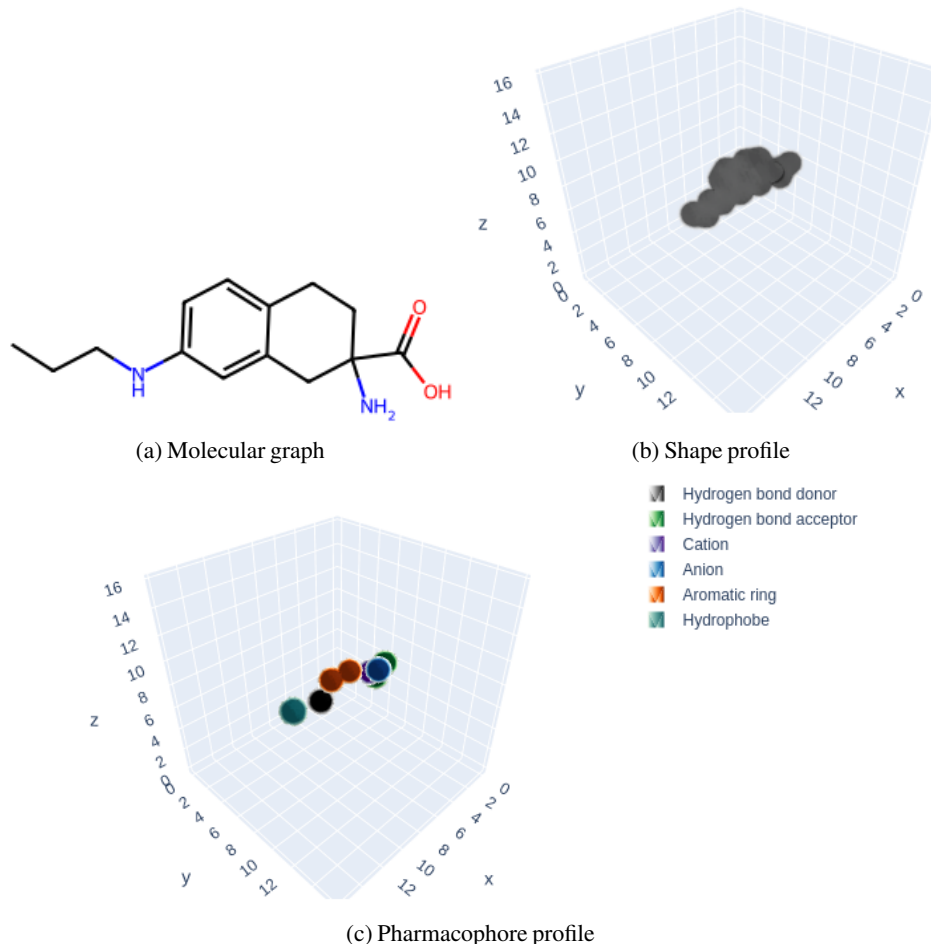 16
14
12
10
8
6
4
2
0
z
0
2
4
6
8
10
12
y
0
2
4
6
8
10
12
x
O
OH
NH2
N
H
(a) Molecular graph
(b) Shape profile
Hydrogen bond donor
Hydrogen bond acceptor
Cation
Anion
Aromatic ring
Hydrophobe
16
14
12
10
8
6
4
2
0
z
0
2
4
6
8
10
12
y
0
2
4
6
8
10
12
x
(c) Pharmacophore profile